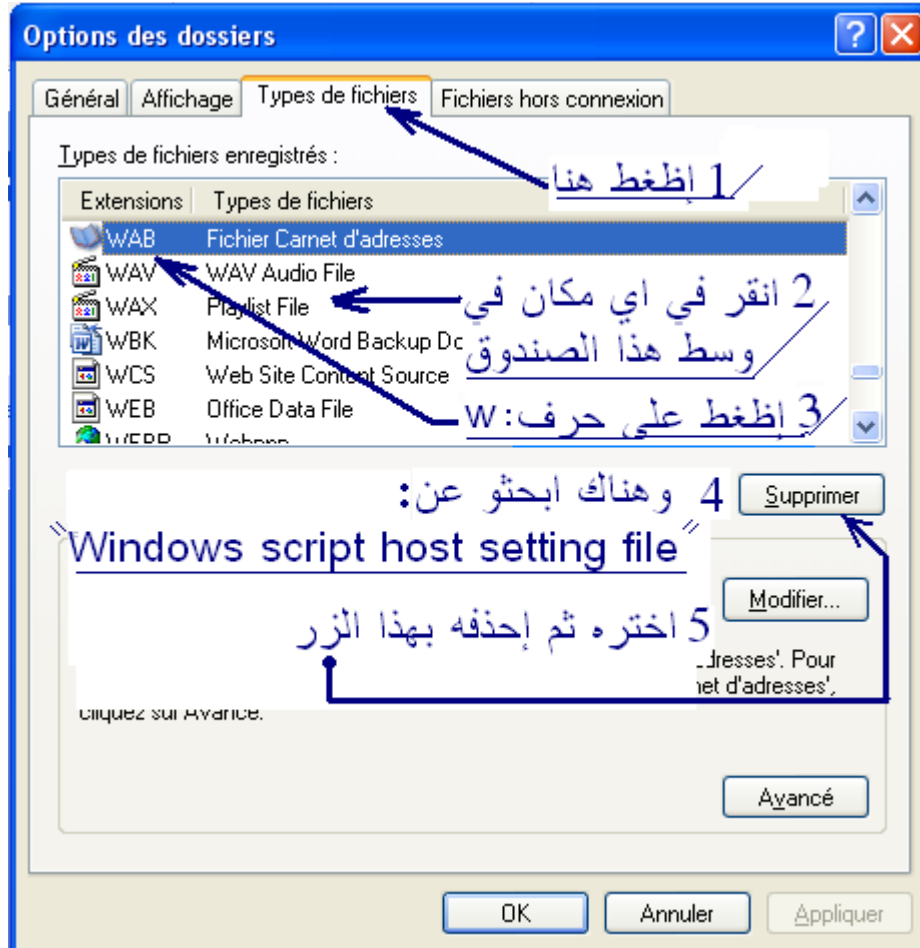 Options des dossiers
Général Affichage Types de fichiers Fichiers hors connexion
Types de fichiers enregistrés :
1 إظغط هنا
Extensions Types de fichiers
WAB Fichier Carnet d'adresses
WAV WAV Audio File
WAX Playlist File
2 انقر في اي مكان في
وسط هذا الصندوق
WBK Microsoft Word Backup Do
WCS Web Site Content Source
WEB Office Data File
3 إظغط على حرف: w
4 وهناك ابحثو عن:
Supprimer
"Windows script host setting file"
Modifier...
5 اختره ثم إحذفه بهذا الزر
dresses'. Pour
net d'adresses',
cliquez sur Avancé.
Avancé
OK Annuler Appliquer